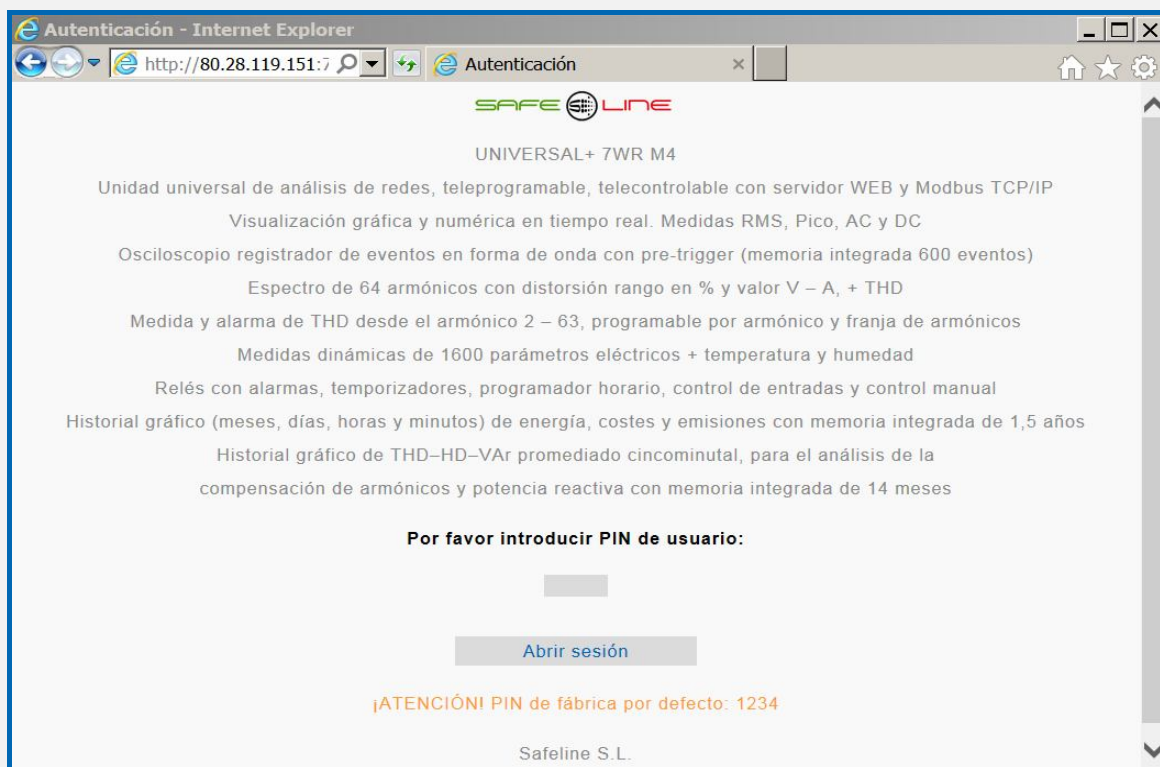 Autenticación - Internet Explorer
http://80.28.119.151:7
Autenticación
SAFE LINE
UNIVERSAL+ 7WR M4
Unidad universal de análisis de redes, teleprogramable, telecontrolable con servidor WEB y Modbus TCP/IP
Visualización gráfica y numérica en tiempo real. Medidas RMS, Pico, AC y DC
Osciloscopio registrador de eventos en forma de onda con pre-trigger (memoria integrada 600 eventos)
Espectro de 64 armónicos con distorsión rango en % y valor V – A, + THD
Medida y alarma de THD desde el armónico 2 – 63, programable por armónico y franja de armónicos
Medidas dinámicas de 1600 parámetros eléctricos + temperatura y humedad
Relés con alarmas, temporizadores, programador horario, control de entradas y control manual
Historial gráfico (meses, días, horas y minutos) de energía, costes y emisiones con memoria integrada de 1,5 años
Historial gráfico de THD–HD–VAr promediado cincominutal, para el análisis de la
compensación de armónicos y potencia reactiva con memoria integrada de 14 meses
Por favor introducir PIN de usuario:
Abrir sesión
¡ATENCIÓN! PIN de fábrica por defecto: 1234
Safeline S.L.